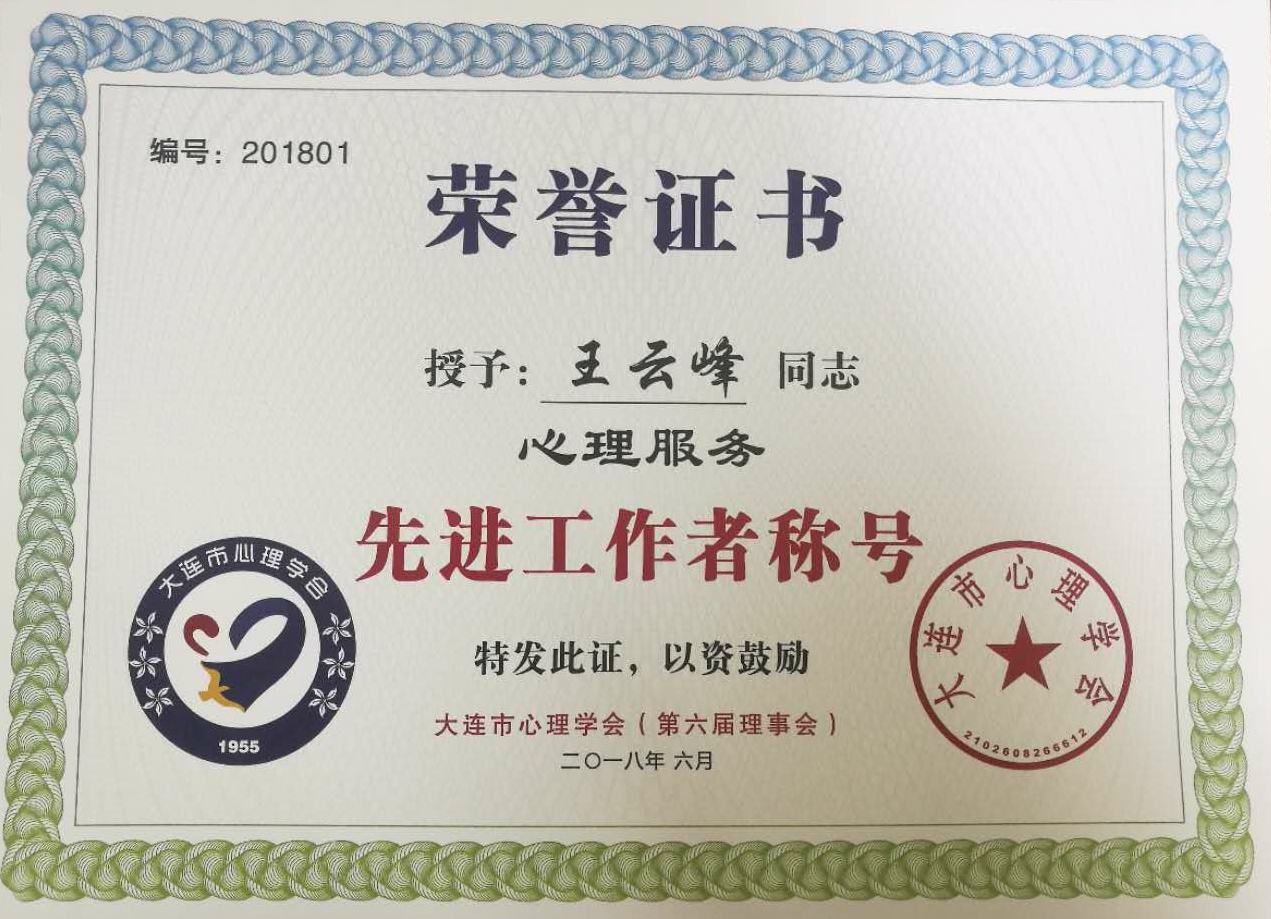 编号：201801
荣誉证书
授予：王云峰 同志
心理服务
先进工作者称号
特发此证，以资鼓励
大连市心理学会（第六届理事会）
二〇一八年 六月
大连市心理学会
1955
大连市心理学会
2102608266612